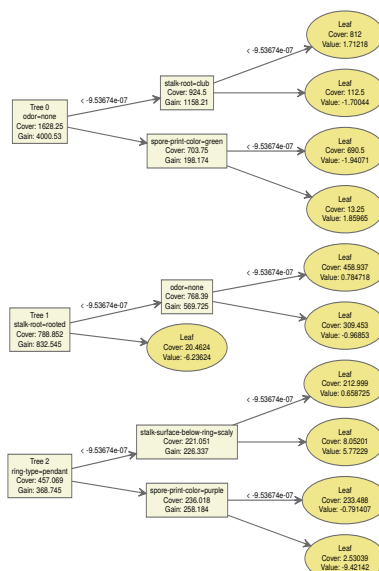 Leaf
Cover: 812
Value: 1.71218
< -9.53674e-07
stalk-root=club
Cover: 924.5
Gain: 1158.21
Leaf
Cover: 112.5
Value: -1.70044
< -9.53674e-07
Tree 0
odor=none
Cover: 1628.25
Gain: 4000.53
< -9.53674e-07
spore-print-color=green
Cover: 703.75
Gain: 198.174
Leaf
Cover: 690.5
Value: -1.94071
Leaf
Cover: 13.25
Value: 1.85965
< -9.53674e-07
odor=none
Cover: 768.39
Gain: 569.725
Leaf
Cover: 458.937
Value: 0.784718
< -9.53674e-07
Tree 1
stalk-root=rooted
Cover: 788.852
Gain: 832.545
Leaf
Cover: 309.453
Value: -0.96853
Leaf
Cover: 20.4624
Value: -6.23624
Leaf
Cover: 212.999
Value: 0.658725
< -9.53674e-07
stalk-surface-below-ring=scaly
Cover: 221.051
Gain: 226.337
Leaf
Cover: 8.05201
Value: 5.77229
< -9.53674e-07
Tree 2
ring-type=pendant
Cover: 457.069
Gain: 368.745
< -9.53674e-07
spore-print-color=purple
Cover: 236.018
Gain: 258.184
Leaf
Cover: 233.488
Value: -0.791407
Leaf
Cover: 2.53039
Value: -9.42142